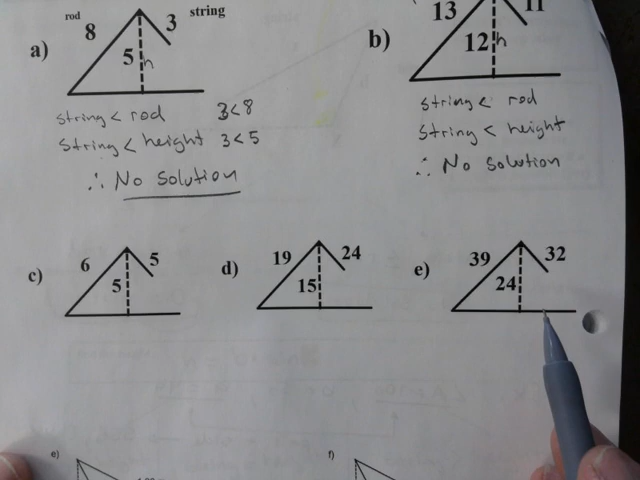 rod
8 3 string
a) 5 h
string < rod 3<8
string < height 3<5
∴ No solution
13 11
b) 12 h
string < rod
string < height
∴ No solution
c) 6 5 5
d) 19 24 15
e) 39 32 24
e)
f)